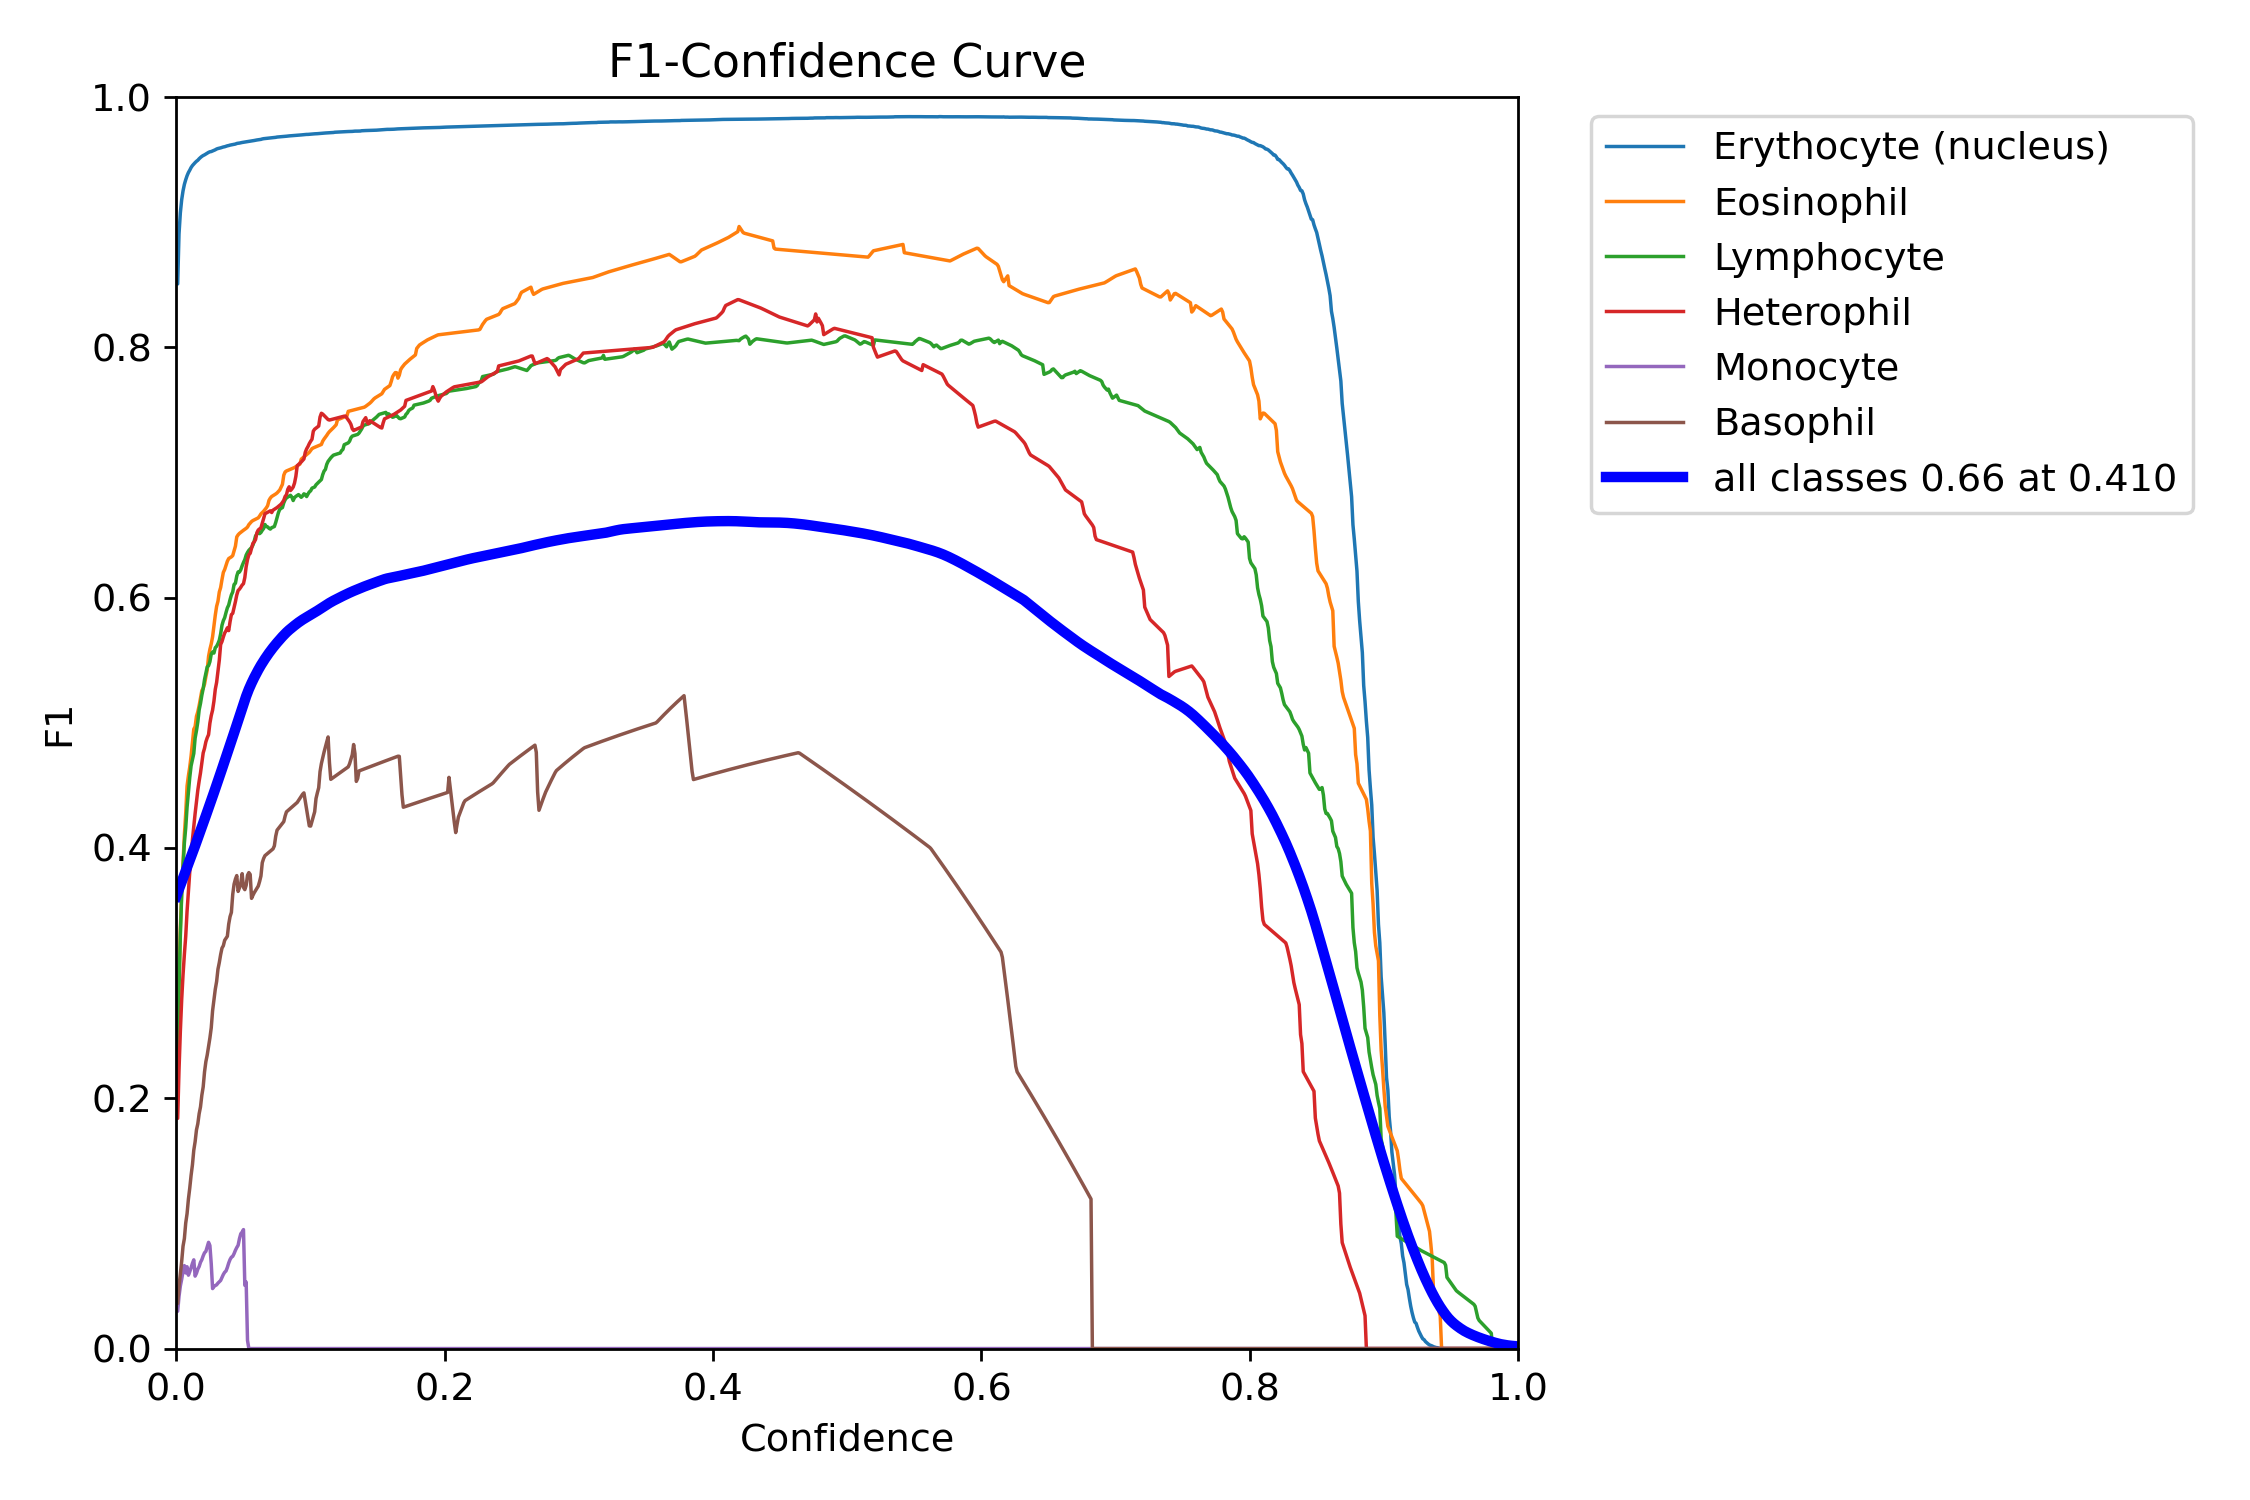 F1-Confidence Curve
1.0
0.8
0.6
0.4
0.2
0.0
F1
0.0 0.2 0.4 0.6 0.8 1.0
Confidence
Erythocyte (nucleus)
Eosinophil
Lymphocyte
Heterophil
Monocyte
Basophil
all classes 0.66 at 0.410